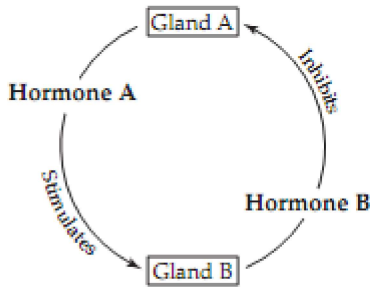 Gland A
Inhibits
Hormone A
Stimulates
Hormone B
Gland B